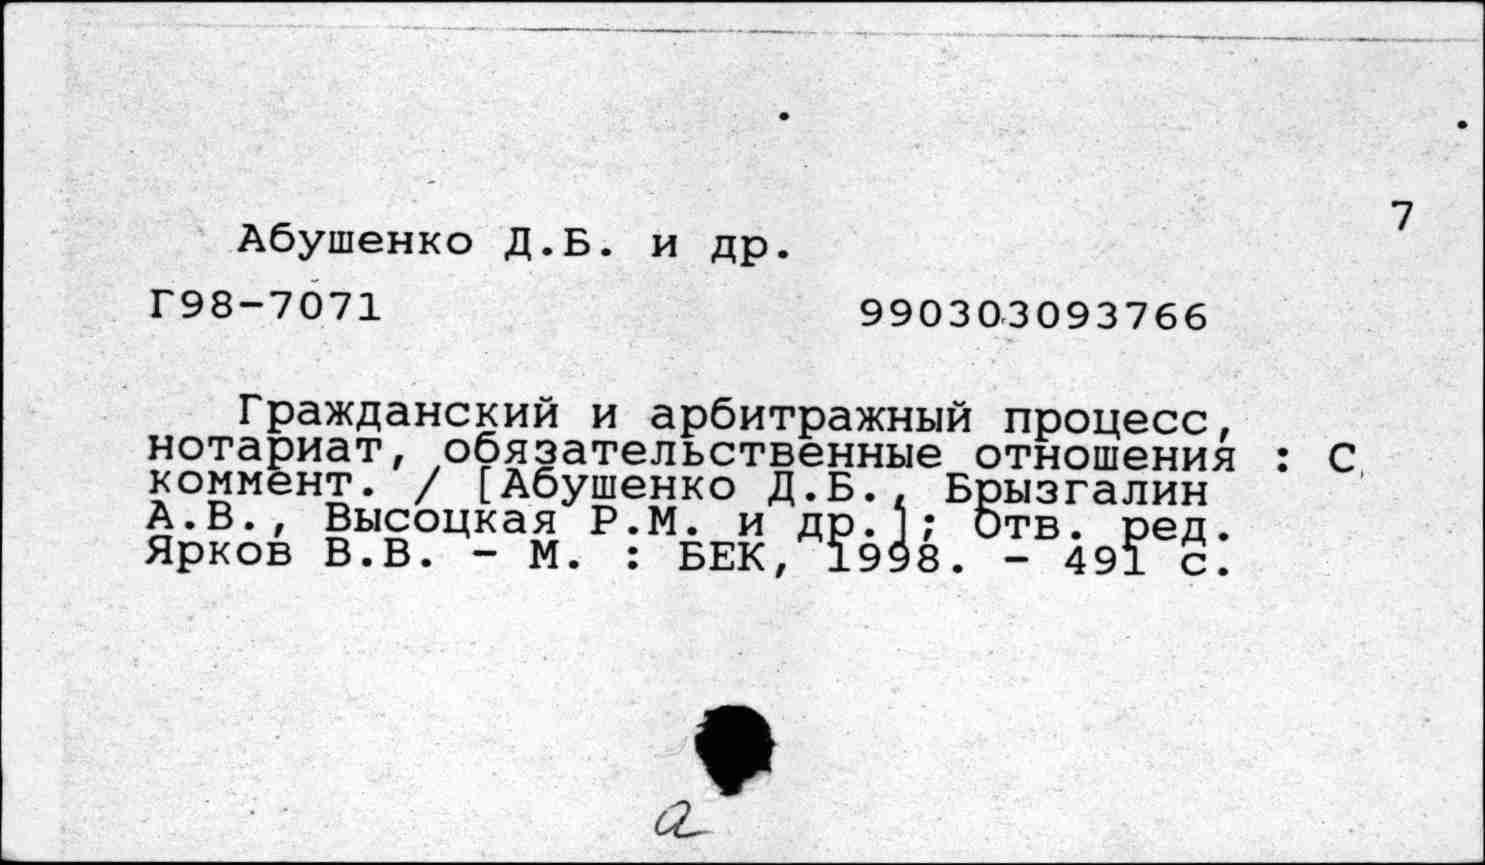 7
Абушенко Д.Б. и др.
Г98-7071 990303093766
Гражданский и арбитражный процесс,
нотариат, обязательственные отношения : С
коммент. / [Абушенко Д.Б., Брызгалин
А.В., Высоцкая Р.М. и др.]; Отв. ред.
Ярков В.В. - М. : БЕК, 1998. - 491 с.
а